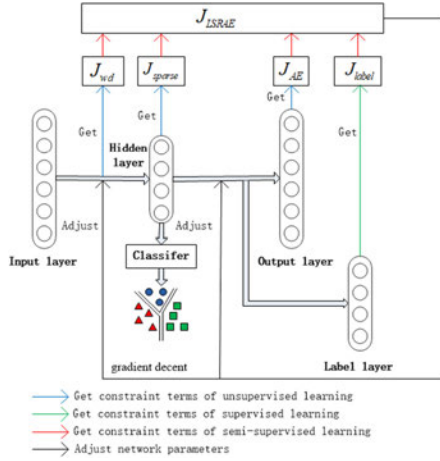 J_LSRAE
J_wd
J_sparse
J_AE
J_label
Get
Get
Get
Get
Hidden
layer
Adjust
Adjust
Input layer
Classifer
Output layer
Label layer
gradient decent
Get constraint terms of unsupervised learning
Get constraint terms of supervised learning
Get constraint terms of semi-supervised learning
Adjust network parameters